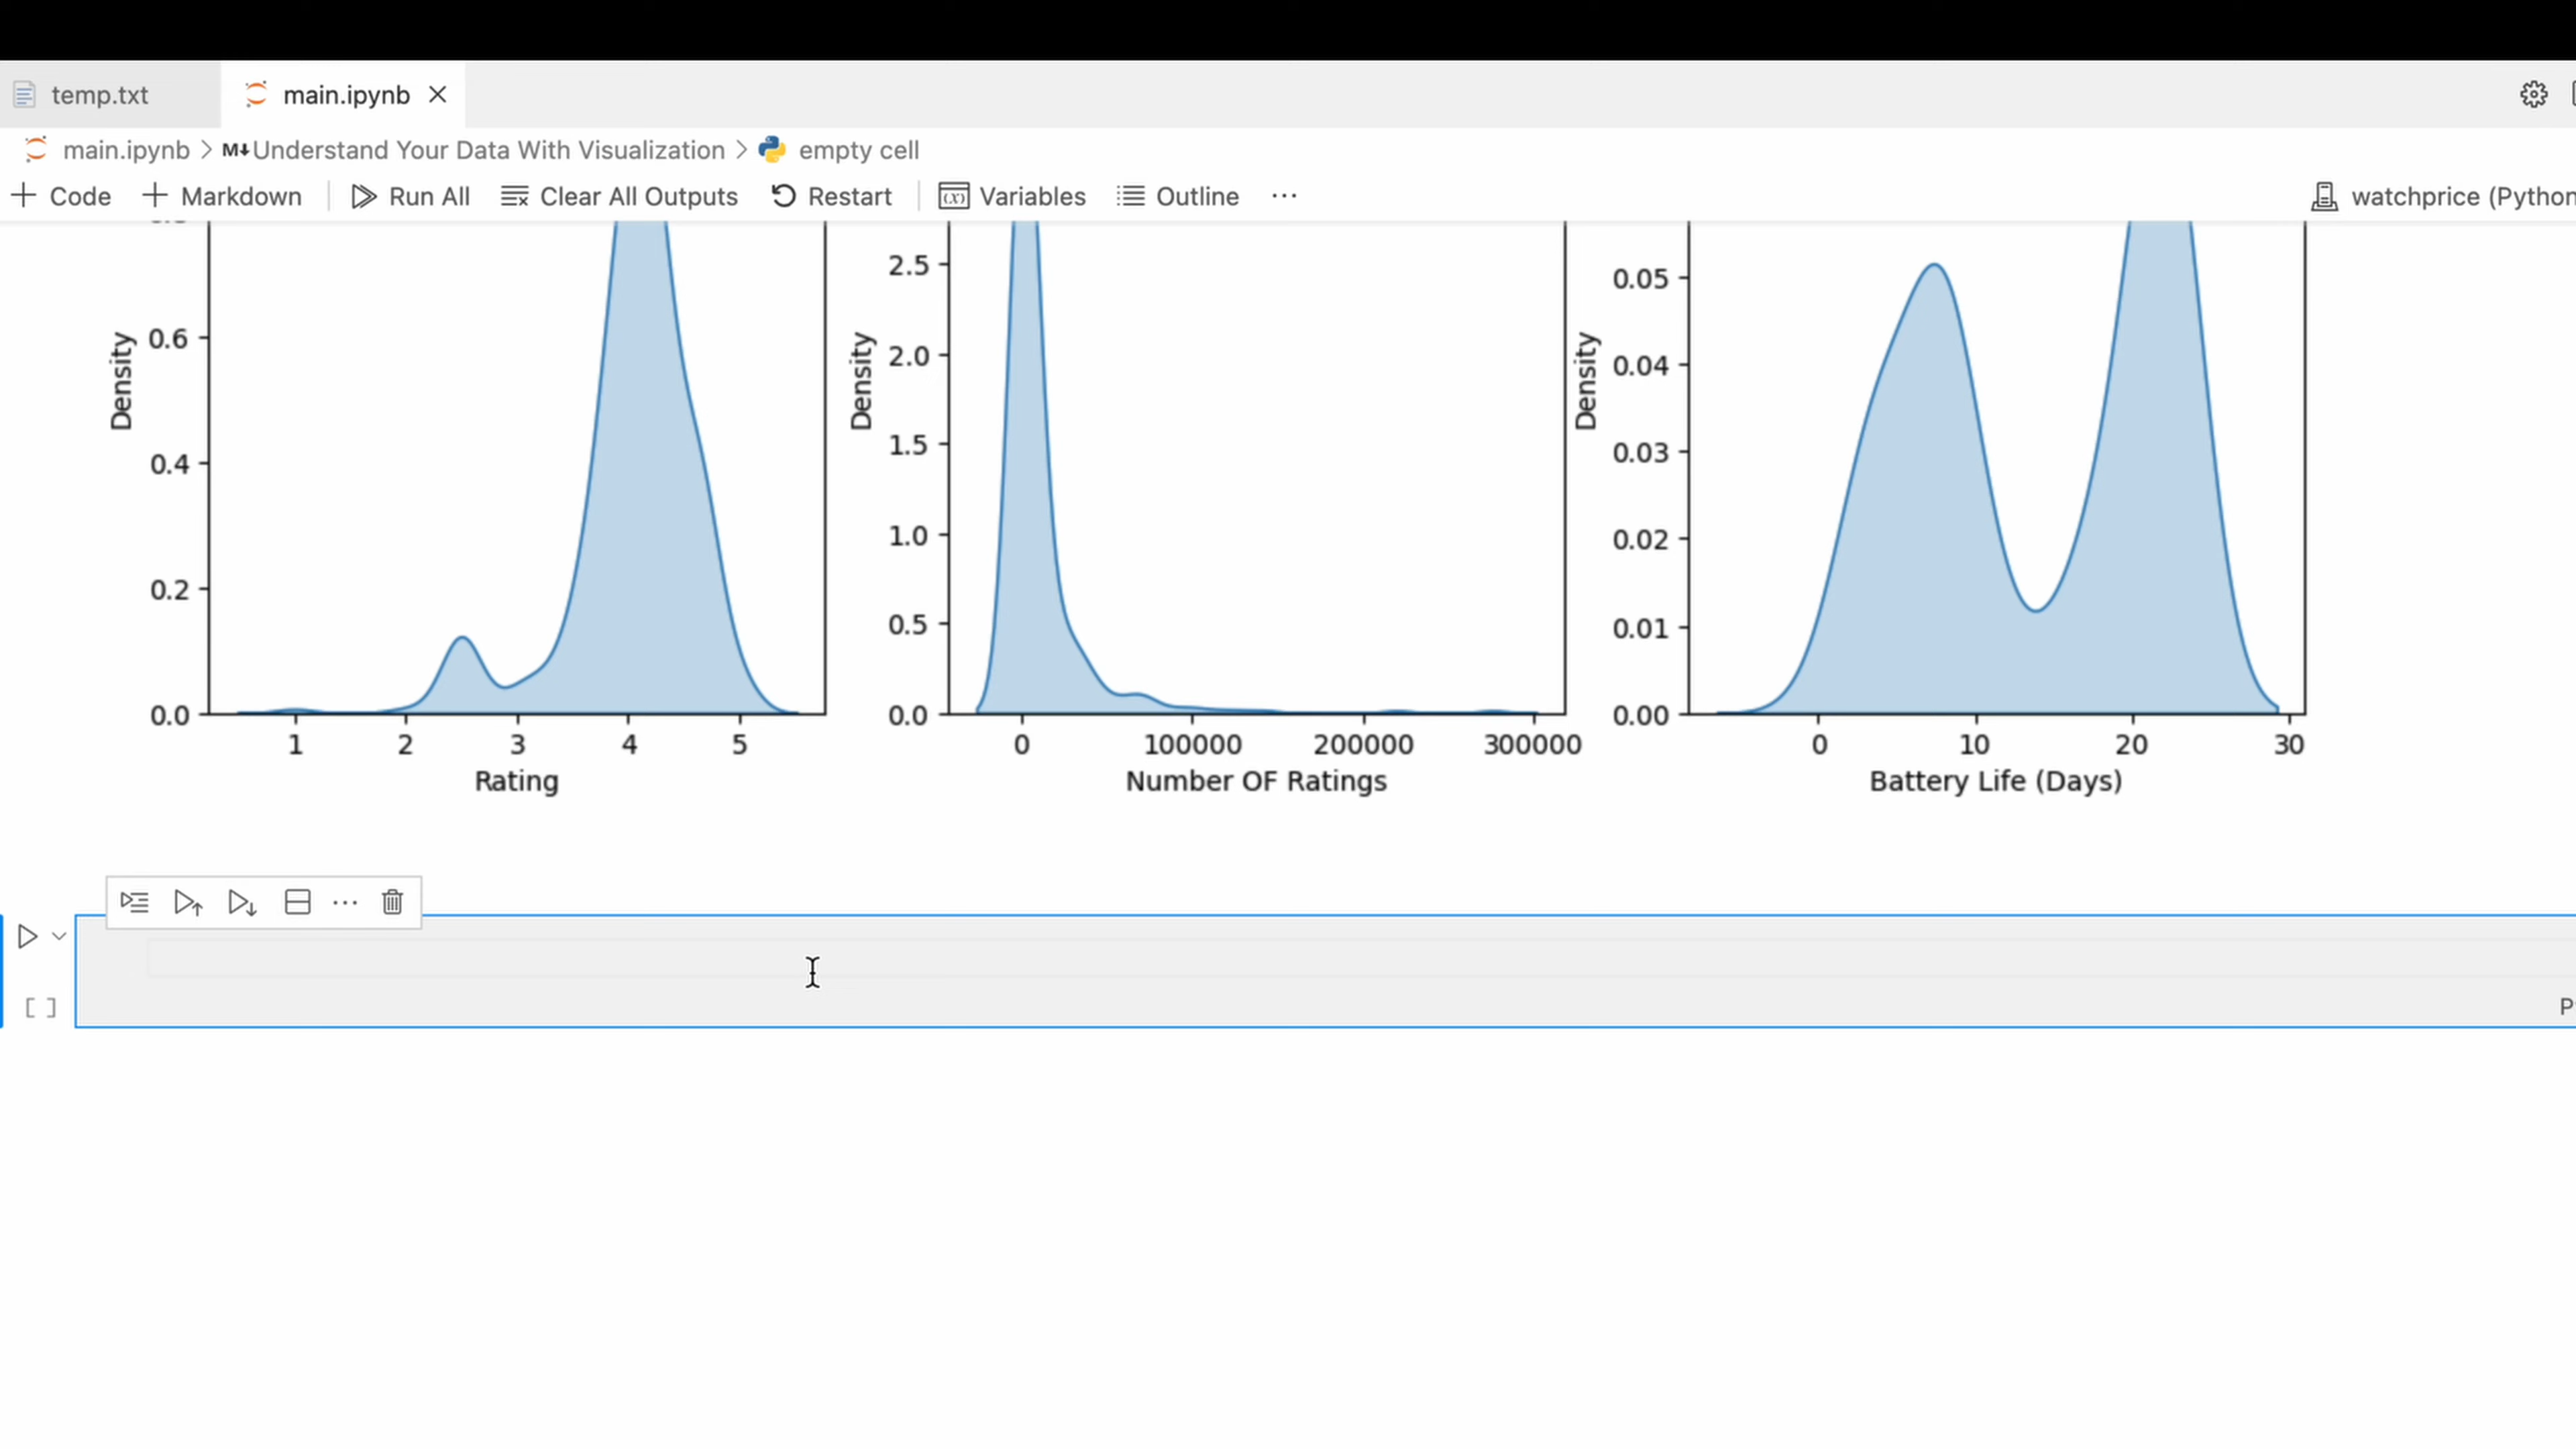 temp.txt
main.ipynb
main.ipynb > M↓Understand Your Data With Visualization > empty cell
+ Code + Markdown Run All Clear All Outputs Restart Variables Outline ···
watchprice (Python
Density
0.6
0.4
0.2
0.0
1 2 3 4 5
Rating
Density
2.5
2.0
1.5
1.0
0.5
0.0
0 100000 200000 300000
Number OF Ratings
Density
0.05
0.04
0.03
0.02
0.01
0.00
0 10 20 30
Battery Life (Days)
[ ]
P